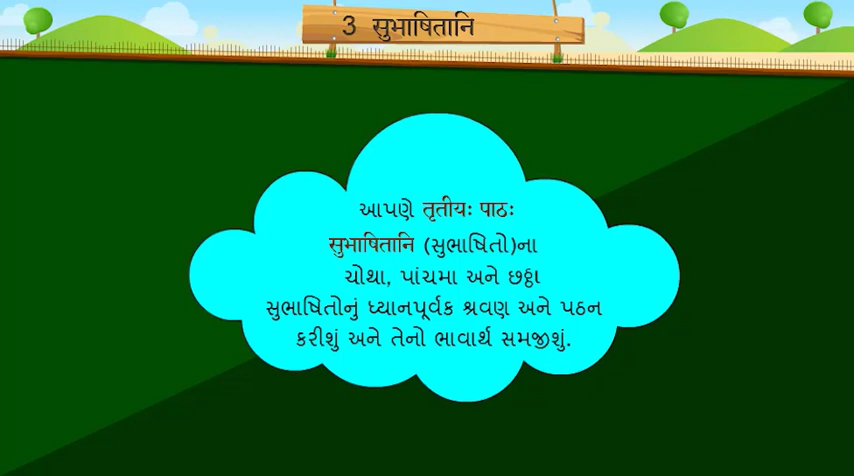 3 सुभाषितानि
આપણે तृतीयः पाठः
सुभाषितानि (સુભાષિતો)ના
ચોથા, પાંચમા અને છઠ્ઠા
સુભાષિતોનું ધ્યાનપૂર્વક શ્રવણ અને પઠન
કરીશું અને તેનો ભાવાર્થ સમજીશું.